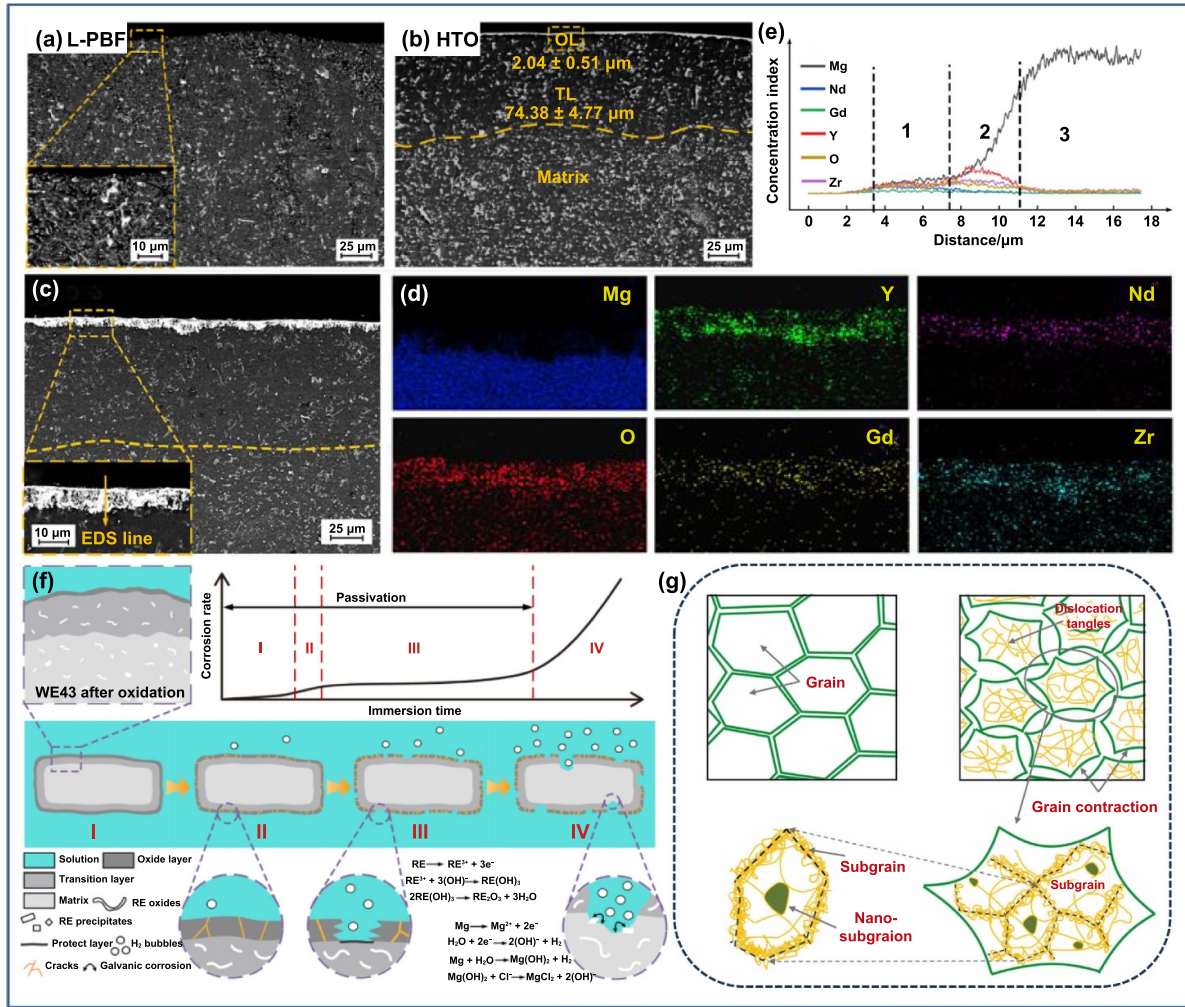 (a) L-PBF
10 µm
25 µm
(b) HTO
OL
2.04 ± 0.51 µm
TL
74.38 ± 4.77 µm
Matrix
25 µm
(e)
Concentration index
Mg
Nd
Gd
Y
O
Zr
1
2
3
0 2 4 6 8 10 12 14 16 18
Distance/µm
(c)
10 µm
EDS line
25 µm
(d)
Mg
Y
Nd
O
Gd
Zr
(f)
WE43 after oxidation
Corrosion rate
Passivation
I
II
III
IV
Immersion time
I
II
III
IV
Solution
Oxide layer
Transition layer
Matrix
RE oxides
RE precipitates
Protect layer
H₂ bubbles
Cracks
Galvanic corrosion
RE → RE³⁺ + 3e⁻
RE³⁺ + 3(OH)⁻ → RE(OH)₃
2RE(OH)₃ → RE₂O₃ + 3H₂O
Mg → Mg²⁺ + 2e⁻
H₂O + 2e⁻ → 2(OH)⁻ + H₂
Mg + H₂O → Mg(OH)₂ + H₂
Mg(OH)₂ + Cl⁻ → MgCl₂ + 2(OH)⁻
(g)
Grain
Dislocation
tangles
Grain contraction
Subgrain
Nano-
subgraion
Subgrain